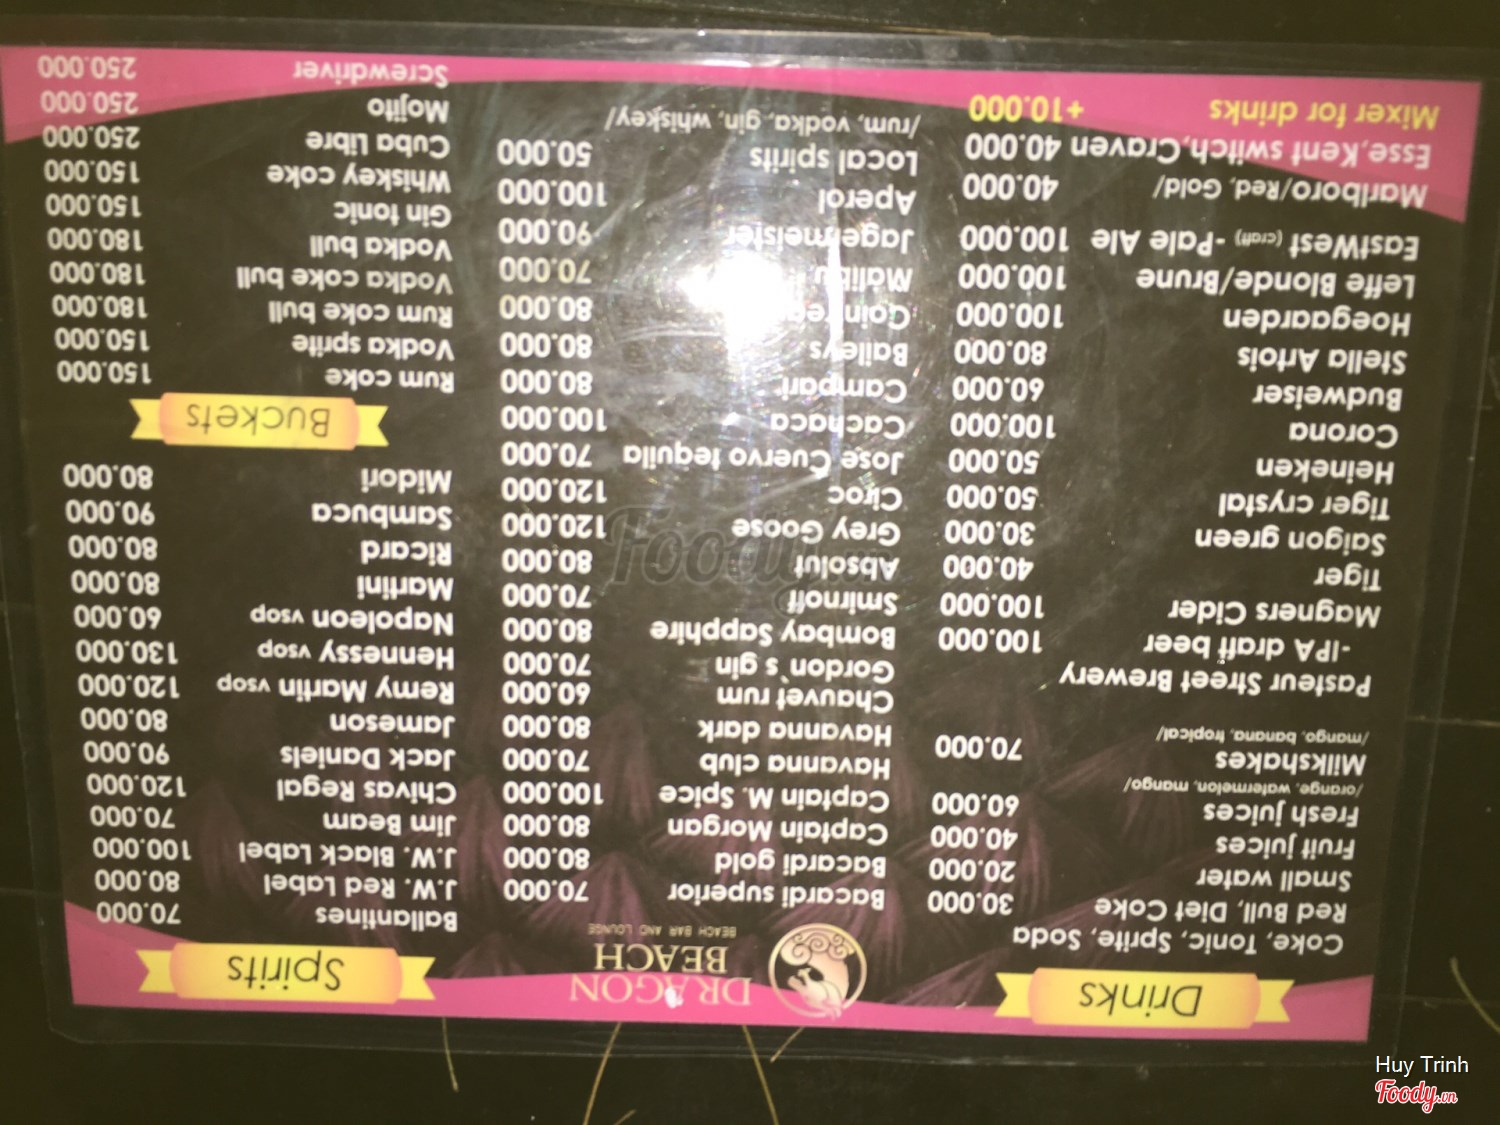 Drinks
Coke, Tonic, Sprite, Soda
Red Bull, Diet Coke 30.000
Small water 20.000
Fruit juices 40.000
Fresh juices 60.000
/orange, watermelon, mango/
Milkshakes 70.000
/mango, banana, tropical/
Pasteur Street Brewery
-IPA draft beer 100.000
Magners Cider 100.000
Tiger 40.000
Saigon green 30.000
Tiger crystal 50.000
Heineken 50.000
Corona 100.000
Budweiser 60.000
Stella Artois 80.000
Hoegaarden 100.000
Leffe Blonde/Brune 100.000
EastWest (craft) -Pale Ale 100.000
Marlboro/Red, Gold/ 40.000
Esse,Kent switch,Craven 40.000
Mixer for drinks +10.000
DRAGON
BEACH
BEACH BAR AND LOUNGE
Bacardi superior 70.000
Bacardi gold 80.000
Captain Morgan 80.000
Captain M. Spice 100.000
Havanna club 70.000
Havanna dark 80.000
Chauvet rum 60.000
Gordon`s gin 70.000
Bombay Sapphire 80.000
Smirnoff 70.000
Absolut 80.000
Grey Goose 120.000
Ciroc 120.000
Jose Cuervo tequila 70.000
Cachaca 100.000
Campari 80.000
Baileys 80.000
80.000
Malibu 70.000
Jagermeister 90.000
Aperol 100.000
Local spirits 50.000
/rum, vodka, gin, whiskey/
Spirits
Ballantines 70.000
J.W. Red Label 80.000
J.W. Black Label 100.000
Jim Beam 70.000
Chivas Regal 120.000
Jack Daniels 90.000
Jameson 80.000
Remy Martin vsop 120.000
Hennessy vsop 130.000
Napoleon vsop 60.000
Martini 80.000
Ricard 80.000
Sambuca 90.000
Midori 80.000
Buckets
Rum coke 150.000
Vodka sprite 150.000
Rum coke bull 180.000
Vodka coke bull 180.000
Vodka bull 180.000
Gin tonic 150.000
Whiskey coke 150.000
Cuba Libre 250.000
Mojito 250.000
Screwdriver 250.000
Foody.vn
Huy Trinh
Foody.vn